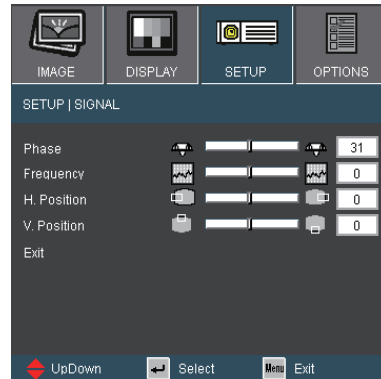 IMAGE DISPLAY SETUP OPTIONS
SETUP | SIGNAL
Phase 31
Frequency 0
H. Position 0
V. Position 0
Exit
UpDown Select Menu Exit